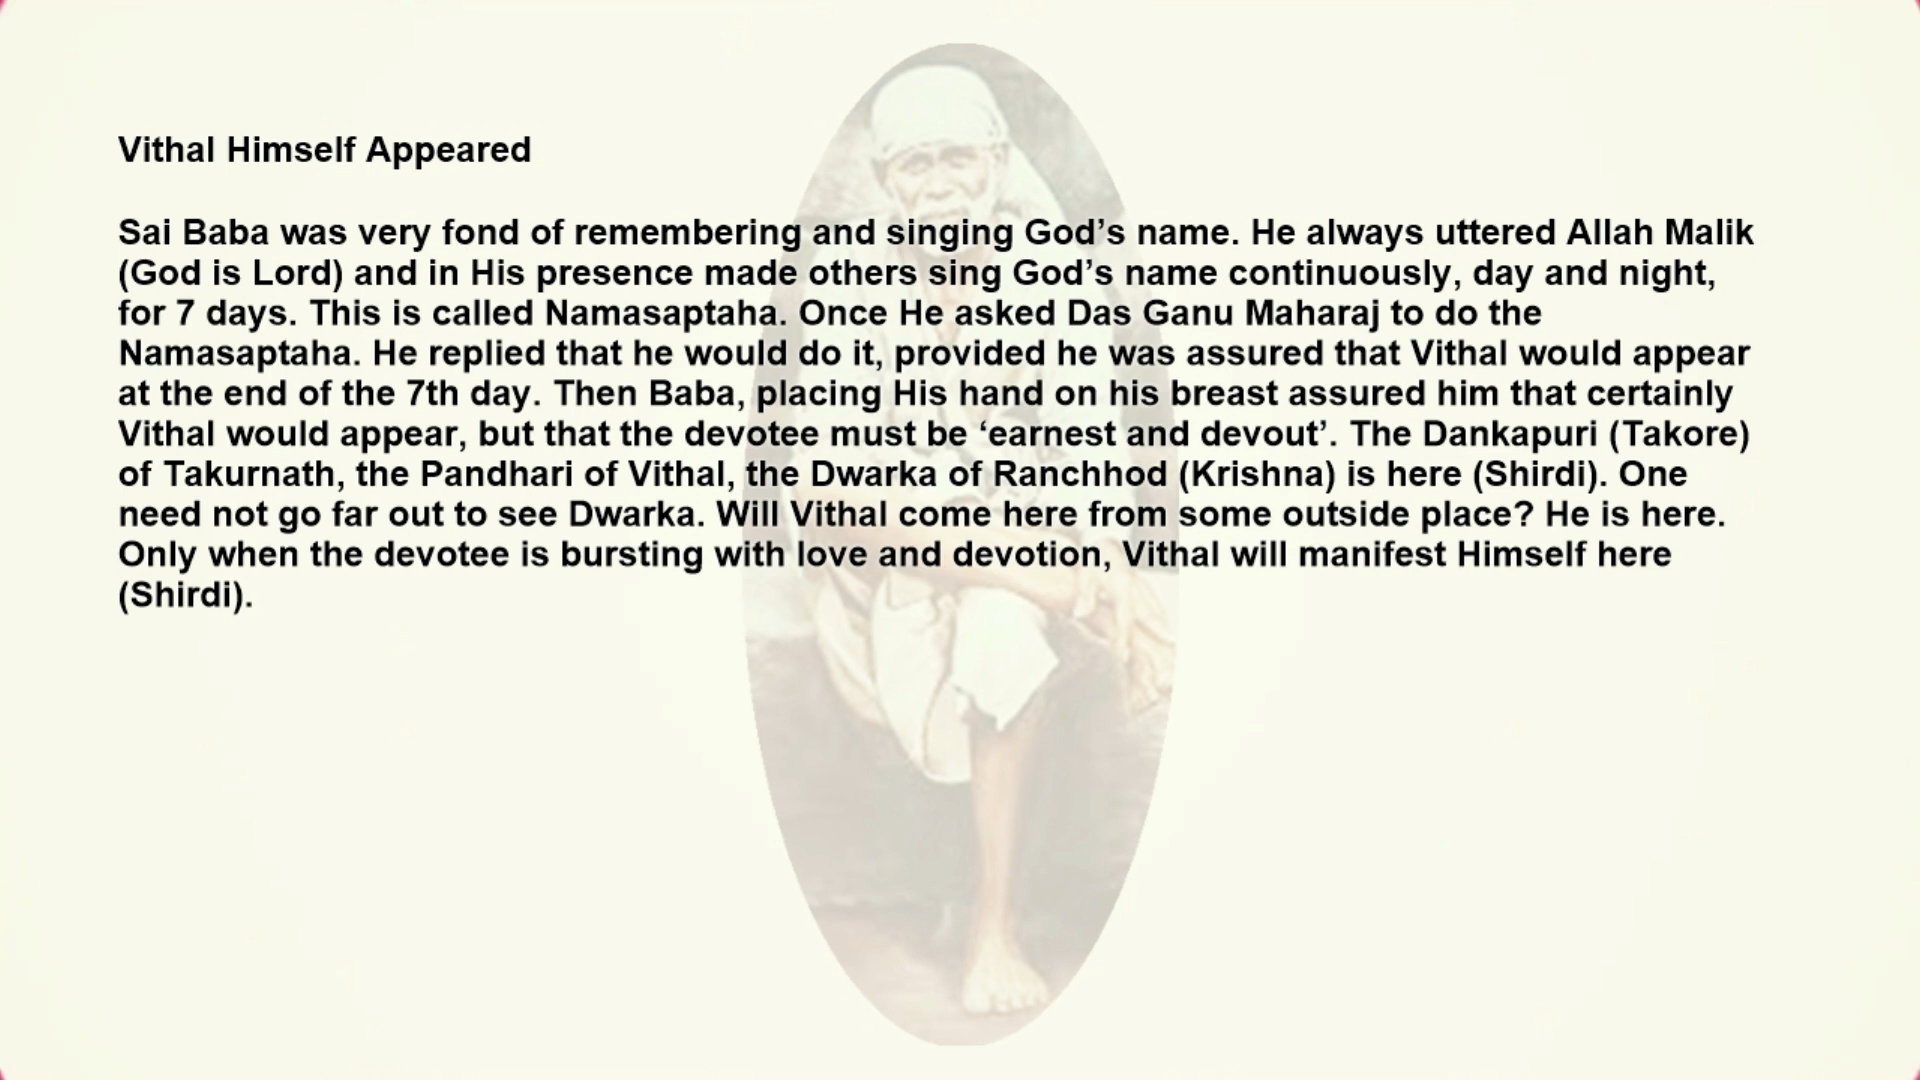 Vithal Himself Appeared
Sai Baba was very fond of remembering and singing God’s name. He always uttered Allah Malik
(God is Lord) and in His presence made others sing God’s name continuously, day and night,
for 7 days. This is called Namasaptaha. Once He asked Das Ganu Maharaj to do the
Namasaptaha. He replied that he would do it, provided he was assured that Vithal would appear
at the end of the 7th day. Then Baba, placing His hand on his breast assured him that certainly
Vithal would appear, but that the devotee must be ‘earnest and devout’. The Dankapuri (Takore)
of Takurnath, the Pandhari of Vithal, the Dwarka of Ranchhod (Krishna) is here (Shirdi). One
need not go far out to see Dwarka. Will Vithal come here from some outside place? He is here.
Only when the devotee is bursting with love and devotion, Vithal will manifest Himself here
(Shirdi).